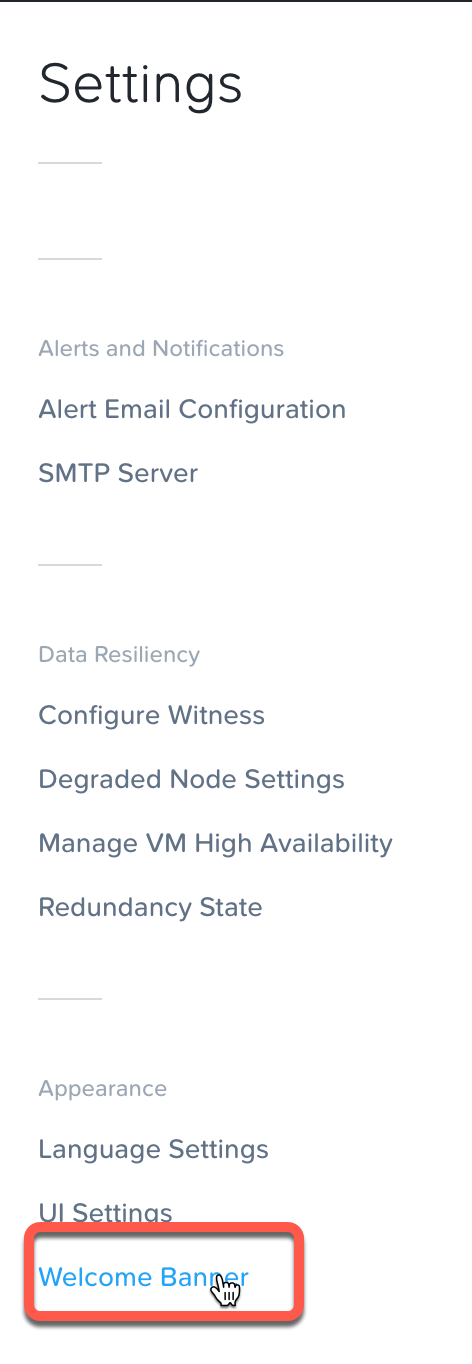 Settings
Alerts and Notifications
Alert Email Configuration
SMTP Server
Data Resiliency
Configure Witness
Degraded Node Settings
Manage VM High Availability
Redundancy State
Appearance
Language Settings
UI Settings
Welcome Banner